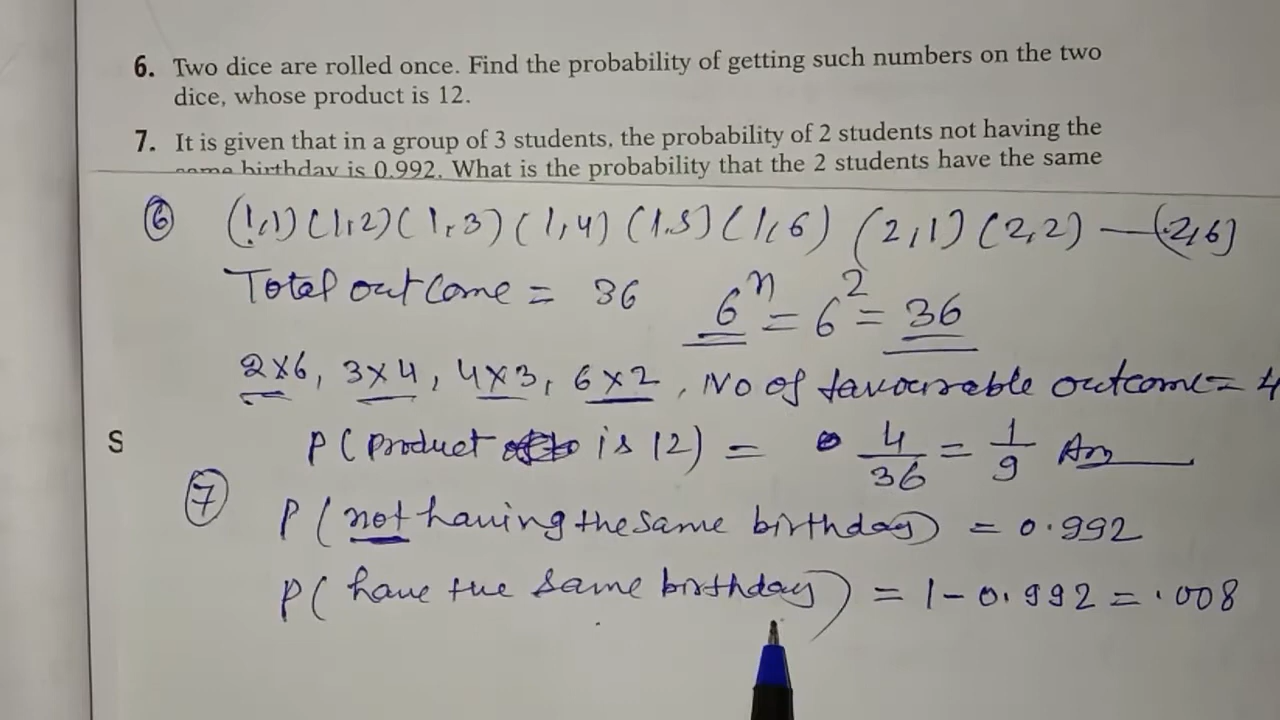 6. Two dice are rolled once. Find the probability of getting such numbers on the two
dice, whose product is 12.
7. It is given that in a group of 3 students, the probability of 2 students not having the
same birthday is 0.992. What is the probability that the 2 students have the same
6 (1,1) (1,2) (1,3) (1,4) (1.5) (1,6) (2,1) (2,2) — (2,6)
Total outcome = 36 6^n = 6^2 = 36
2×6, 3×4, 4×3, 6×2, No of favourable outcome = 4
S P(product is 12) = 4/36 = 1/9 Ans
7 P(not having the same birthday) = 0.992
P(have the same birthday) = 1-0.992 = .008